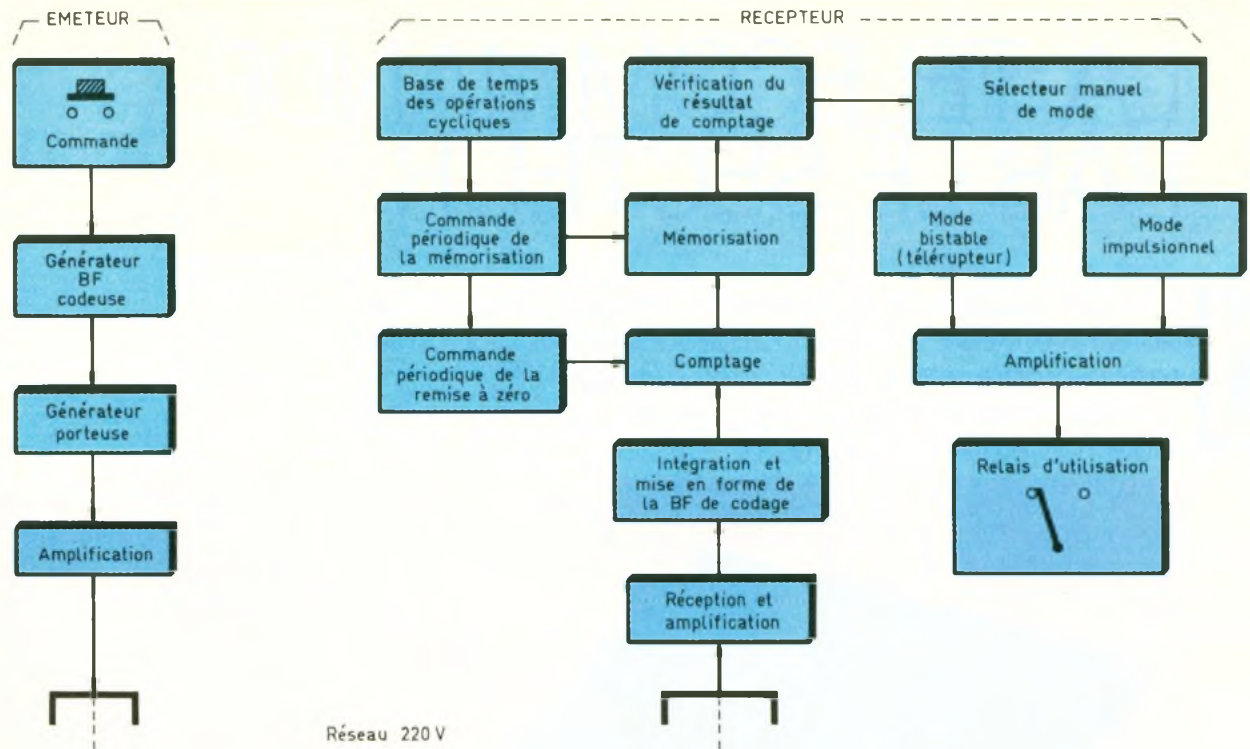 EMETEUR
Commande
Générateur
BF
codeuse
Générateur
porteuse
Amplification
RECEPTEUR
Base de temps
des opérations
cycliques
Commande
périodique de
la mémorisation
Commande
périodique de la
remise à zéro
Vérification du
résultat
de comptage
Mémorisation
Comptage
Intégration et
mise en forme de
la BF de codage
Réception et
amplification
Sélecteur manuel
de mode
Mode
bistable
(télérupteur)
Mode
impulsionnel
Amplification
Relais d'utilisation
Réseau 220 V